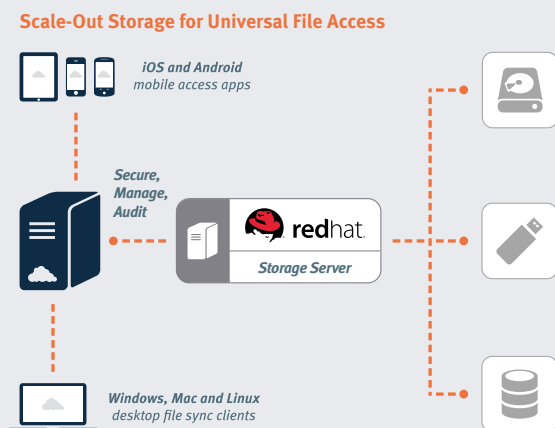 Scale-Out Storage for Universal File Access
iOS and Android
mobile access apps
Secure,
Manage,
Audit
redhat.
Storage Server
Windows, Mac and Linux
desktop file sync clients